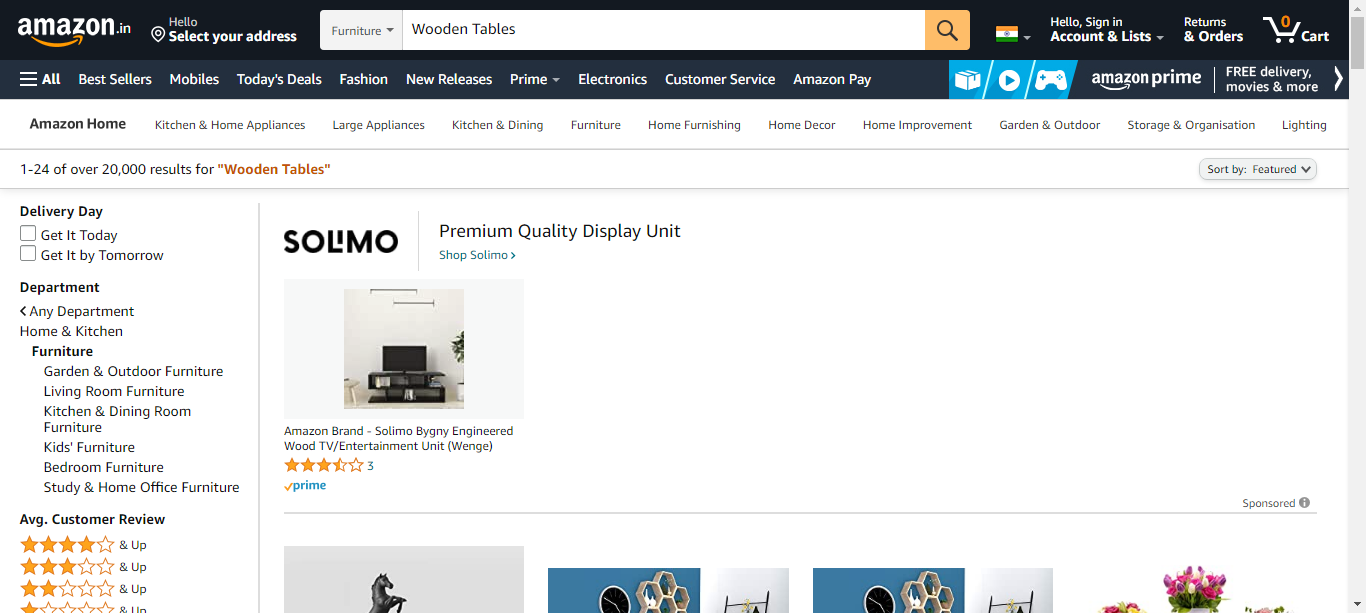 amazon.in
Hello
Select your address
Furniture
Wooden Tables
Hello, Sign in
Account & Lists
Returns
& Orders
0
Cart
All
Best Sellers
Mobiles
Today's Deals
Fashion
New Releases
Prime
Electronics
Customer Service
Amazon Pay
amazon prime
FREE delivery,
movies & more
Amazon Home
Kitchen & Home Appliances
Large Appliances
Kitchen & Dining
Furniture
Home Furnishing
Home Decor
Home Improvement
Garden & Outdoor
Storage & Organisation
Lighting
1-24 of over 20,000 results for "Wooden Tables"
Sort by: Featured
Delivery Day
Get It Today
Get It by Tomorrow
Department
Any Department
Home & Kitchen
Furniture
Garden & Outdoor Furniture
Living Room Furniture
Kitchen & Dining Room
Furniture
Kids' Furniture
Bedroom Furniture
Study & Home Office Furniture
Avg. Customer Review
& Up
& Up
& Up
& Up
SOLIMO
Premium Quality Display Unit
Shop Solimo ›
Amazon Brand - Solimo Bygny Engineered
Wood TV/Entertainment Unit (Wenge)
3
prime
Sponsored